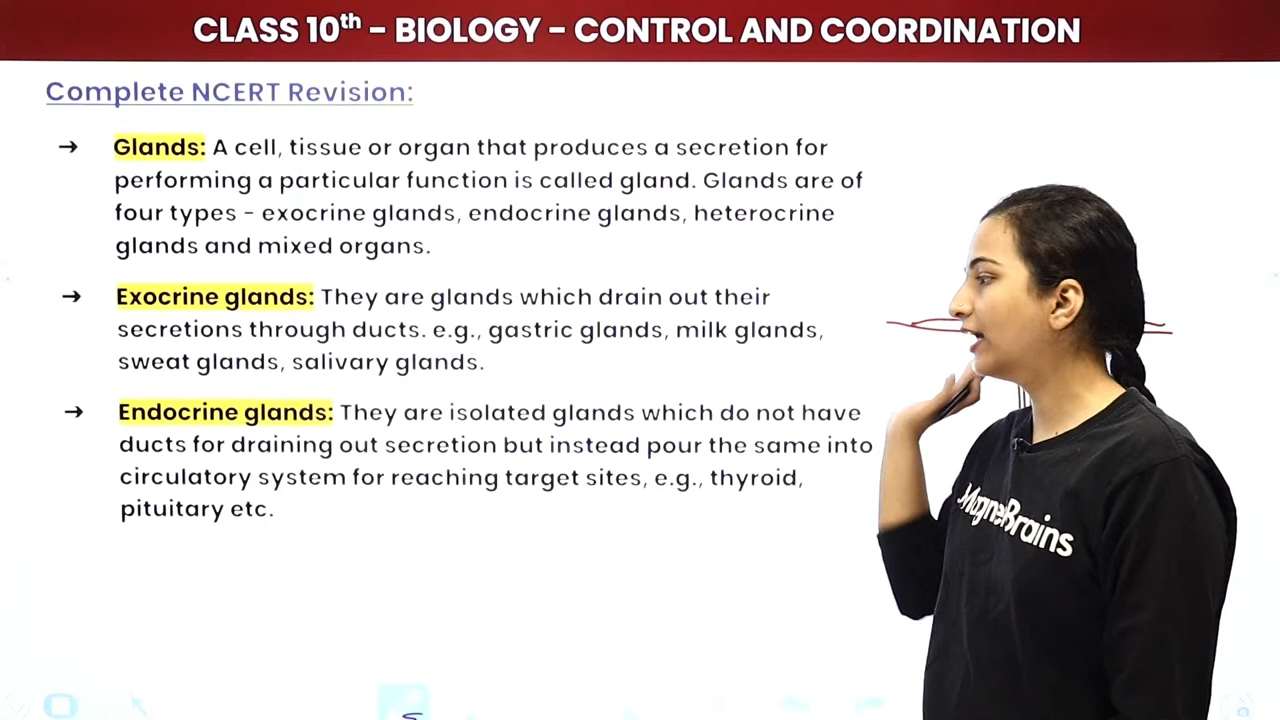 CLASS 10th - BIOLOGY - CONTROL AND COORDINATION
Complete NCERT Revision:
➜ Glands: A cell, tissue or organ that produces a secretion for
performing a particular function is called gland. Glands are of
four types - exocrine glands, endocrine glands, heterocrine
glands and mixed organs.
➜ Exocrine glands: They are glands which drain out their
secretions through ducts. e.g., gastric glands, milk glands,
sweat glands, salivary glands.
➜ Endocrine glands: They are isolated glands which do not have
ducts for draining out secretion but instead pour the same into
circulatory system for reaching target sites, e.g., thyroid,
pituitary etc.
MagnetBrains